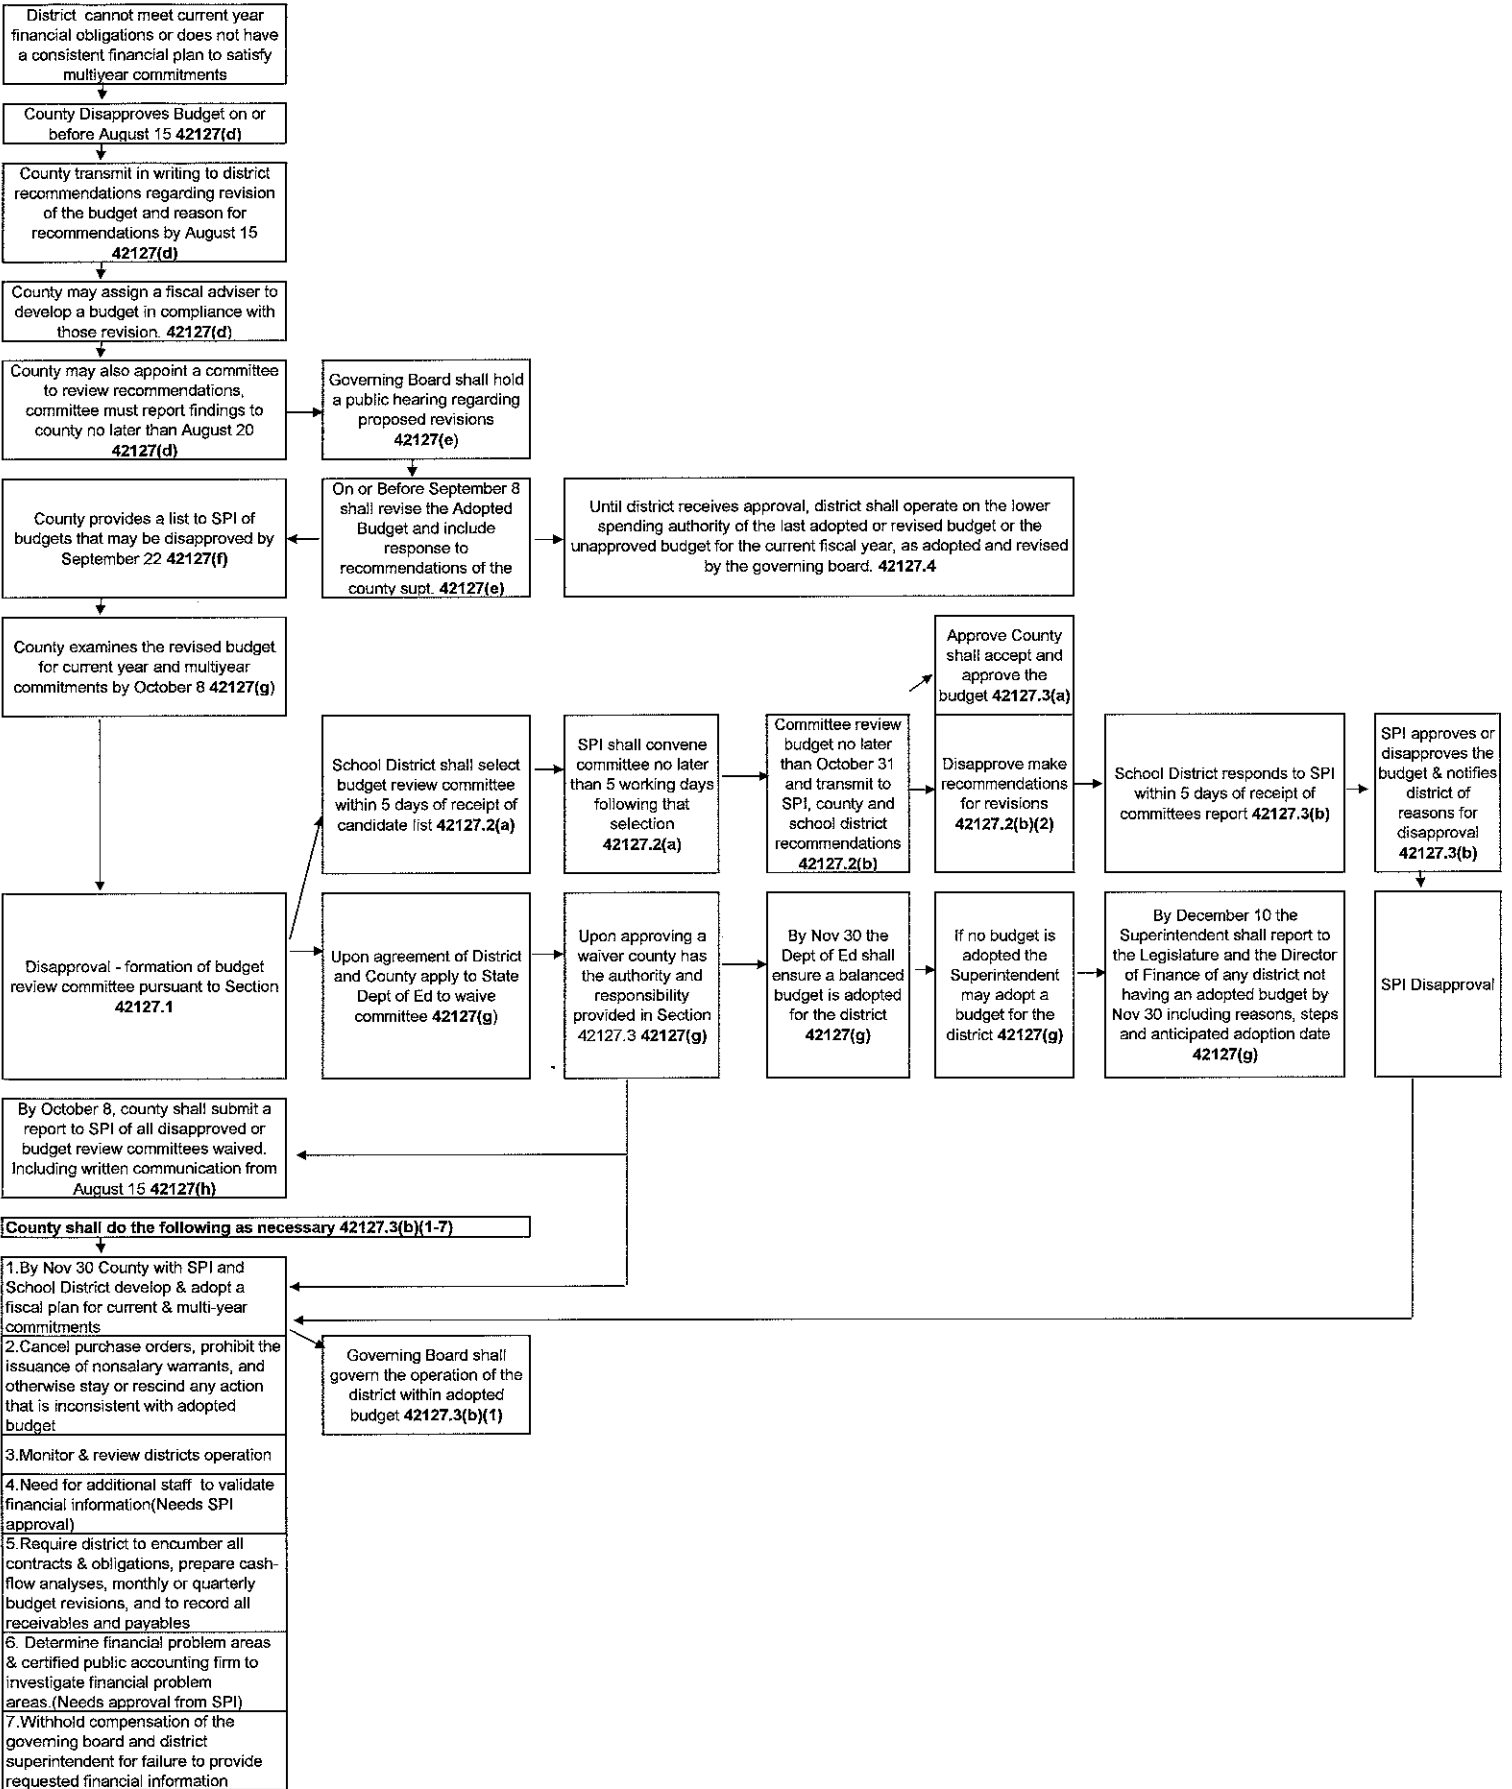 District cannot meet current year
financial obligations or does not have
a consistent financial plan to satisfy
multiyear commitments
County Disapproves Budget on or
before August 15 42127(d)
County transmit in writing to district
recommendations regarding revision
of the budget and reason for
recommendations by August 15
42127(d)
County may assign a fiscal adviser to
develop a budget in compliance with
those revision. 42127(d)
County may also appoint a committee
to review recommendations,
committee must report findings to
county no later than August 20
42127(d)
Governing Board shall hold
a public hearing regarding
proposed revisions
42127(e)
County provides a list to SPI of
budgets that may be disapproved by
September 22 42127(f)
On or Before September 8
shall revise the Adopted
Budget and include
response to
recommendations of the
county supt. 42127(e)
Until district receives approval, district shall operate on the lower
spending authority of the last adopted or revised budget or the
unapproved budget for the current fiscal year, as adopted and revised
by the governing board. 42127.4
County examines the revised budget
for current year and multiyear
commitments by October 8 42127(g)
Approve County
shall accept and
approve the
budget 42127.3(a)
School District shall select
budget review committee
within 5 days of receipt of
candidate list 42127.2(a)
SPI shall convene
committee no later
than 5 working days
following that
selection
42127.2(a)
Committee review
budget no later
than October 31
and transmit to
SPI, county and
school district
recommendations
42127.2(b)
Disapprove make
recommendations
for revisions
42127.2(b)(2)
School District responds to SPI
within 5 days of receipt of
committees report 42127.3(b)
SPI approves or
disapproves the
budget & notifies
district of
reasons for
disapproval
42127.3(b)
Disapproval - formation of budget
review committee pursuant to Section
42127.1
Upon agreement of District
and County apply to State
Dept of Ed to waive
committee 42127(g)
Upon approving a
waiver county has
the authority and
responsibility
provided in Section
42127.3 42127(g)
By Nov 30 the
Dept of Ed shall
ensure a balanced
budget is adopted
for the district
42127(g)
If no budget is
adopted the
Superintendent
may adopt a
budget for the
district 42127(g)
By December 10 the
Superintendent shall report to
the Legislature and the Director
of Finance of any district not
having an adopted budget by
Nov 30 including reasons, steps
and anticipated adoption date
42127(g)
SPI Disapproval
By October 8, county shall submit a
report to SPI of all disapproved or
budget review committees waived.
Including written communication from
August 15 42127(h)
County shall do the following as necessary 42127.3(b)(1-7)
1.By Nov 30 County with SPI and
School District develop & adopt a
fiscal plan for current & multi-year
commitments
2.Cancel purchase orders, prohibit the
issuance of nonsalary warrants, and
otherwise stay or rescind any action
that is inconsistent with adopted
budget
Governing Board shall
govern the operation of the
district within adopted
budget 42127.3(b)(1)
3.Monitor & review districts operation
4.Need for additional staff to validate
financial information(Needs SPI
approval)
5.Require district to encumber all
contracts & obligations, prepare cash-
flow analyses, monthly or quarterly
budget revisions, and to record all
receivables and payables
6. Determine financial problem areas
& certified public accounting firm to
investigate financial problem
areas.(Needs approval from SPI)
7.Withhold compensation of the
governing board and district
superintendent for failure to provide
requested financial information